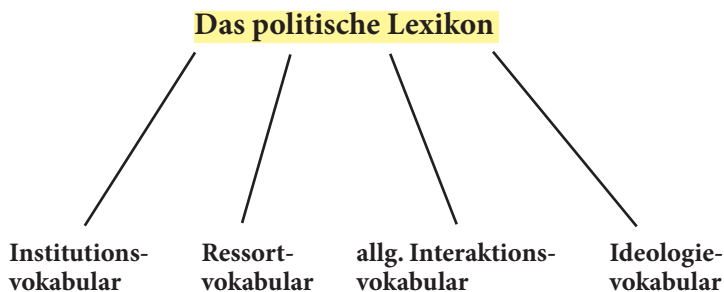 Das politische Lexikon
Institutions-
vokabular
Ressort-
vokabular
allg. Interaktions-
vokabular
Ideologie-
vokabular